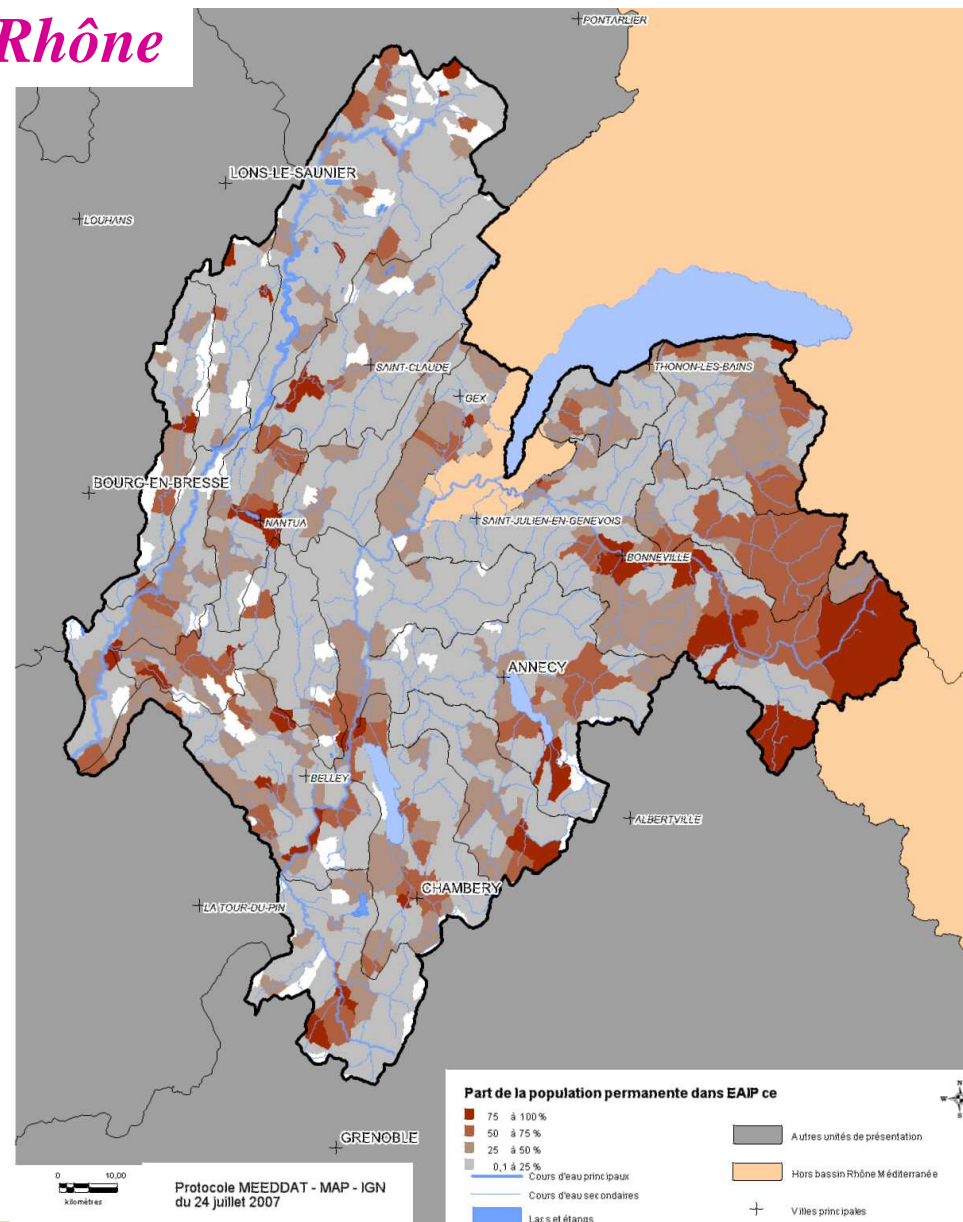 Rhône
PONTARLIER
LONS-LE-SAUNIER
LOUHANS
SAINT-CLAUDE
THONON-LES-BAINS
GEX
BOURG-EN-BRESSE
NANTUA
SAINT-JULIEN-EN-GENEVOIS
BONNEVILLE
ANNECY
BELLEY
ALBERTVILLE
CHAMBERY
LA TOUR-DU-PIN
GRENOBLE
0 10,00
kilomètres
Protocole MEEDDAT - MAP - IGN
du 24 juillet 2007
Part de la population permanente dans EAIP ce
75 à 100 %
50 à 75 %
25 à 50 %
0,1 à 25 %
Cours d'eau principaux
Cours d'eau secondaires
Lacs et étangs
Autres unités de présentation
Hors bassin Rhône Méditerranée
Villes principales
N
W
S